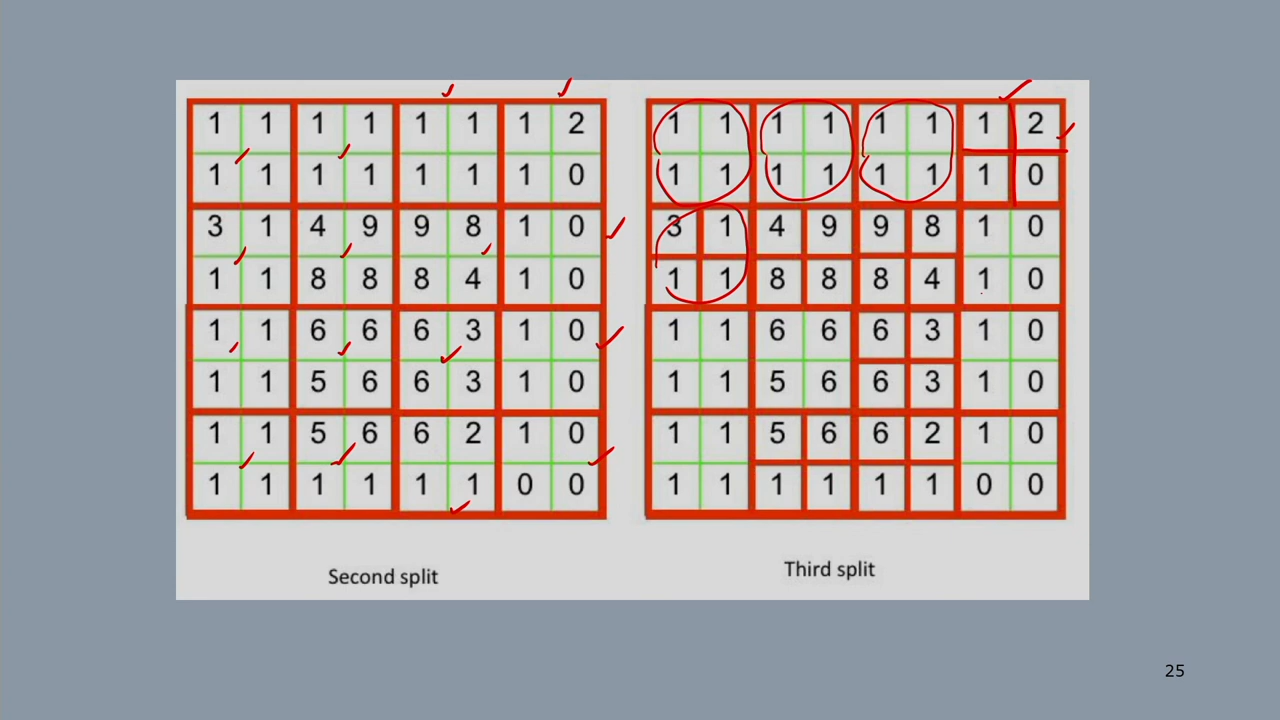 1 1 1 1 1 1 1 2
1 1 1 1 1 1 1 0
3 1 4 9 9 8 1 0
1 1 8 8 8 4 1 0
1 1 6 6 6 3 1 0
1 1 5 6 6 3 1 0
1 1 5 6 6 2 1 0
1 1 1 1 1 1 0 0
Second split
1 1 1 1 1 1 1 2
1 1 1 1 1 1 1 0
3 1 4 9 9 8 1 0
1 1 8 8 8 4 1 0
1 1 6 6 6 3 1 0
1 1 5 6 6 3 1 0
1 1 5 6 6 2 1 0
1 1 1 1 1 1 0 0
Third split
25